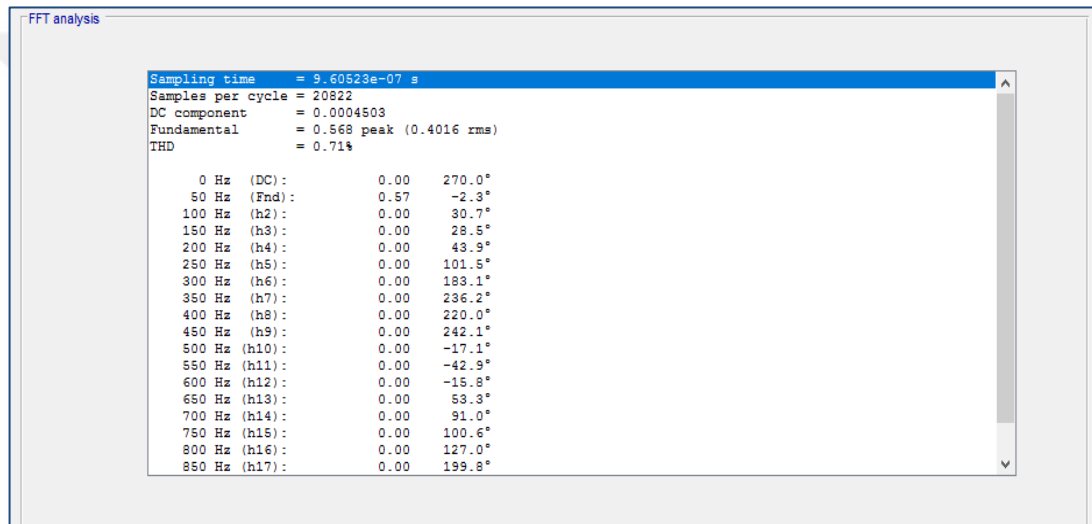 FFT analysis
Sampling time     = 9.60523e-07 s
Samples per cycle = 20822
DC component      = 0.0004503
Fundamental       = 0.568 peak (0.4016 rms)
THD               = 0.71%
0 Hz  (DC):           0.00    270.0°
50 Hz  (Fnd):          0.57     -2.3°
100 Hz  (h2):          0.00     30.7°
150 Hz  (h3):          0.00     28.5°
200 Hz  (h4):          0.00     43.9°
250 Hz  (h5):          0.00    101.5°
300 Hz  (h6):          0.00    183.1°
350 Hz  (h7):          0.00    236.2°
400 Hz  (h8):          0.00    220.0°
450 Hz  (h9):          0.00    242.1°
500 Hz (h10):          0.00    -17.1°
550 Hz (h11):          0.00    -42.9°
600 Hz (h12):          0.00    -15.8°
650 Hz (h13):          0.00     53.3°
700 Hz (h14):          0.00     91.0°
750 Hz (h15):          0.00    100.6°
800 Hz (h16):          0.00    127.0°
850 Hz (h17):          0.00    199.8°